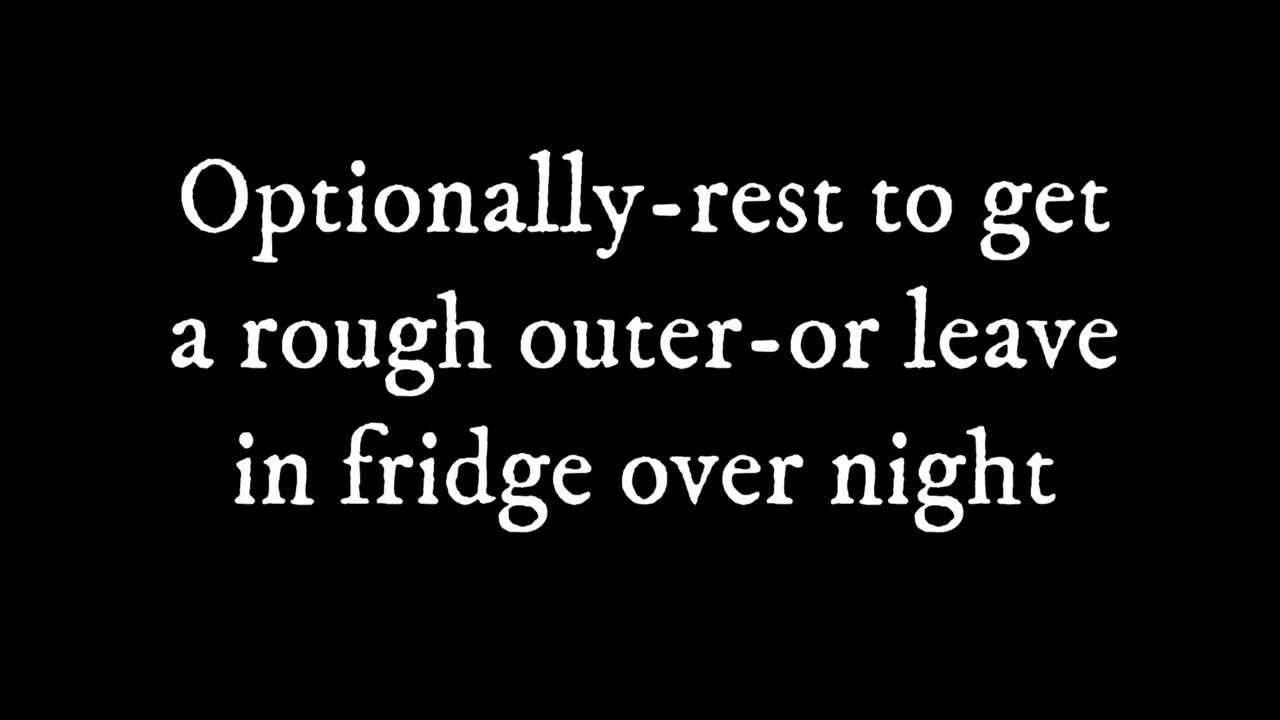 Optionally-rest to get
a rough outer-or leave
in fridge over night